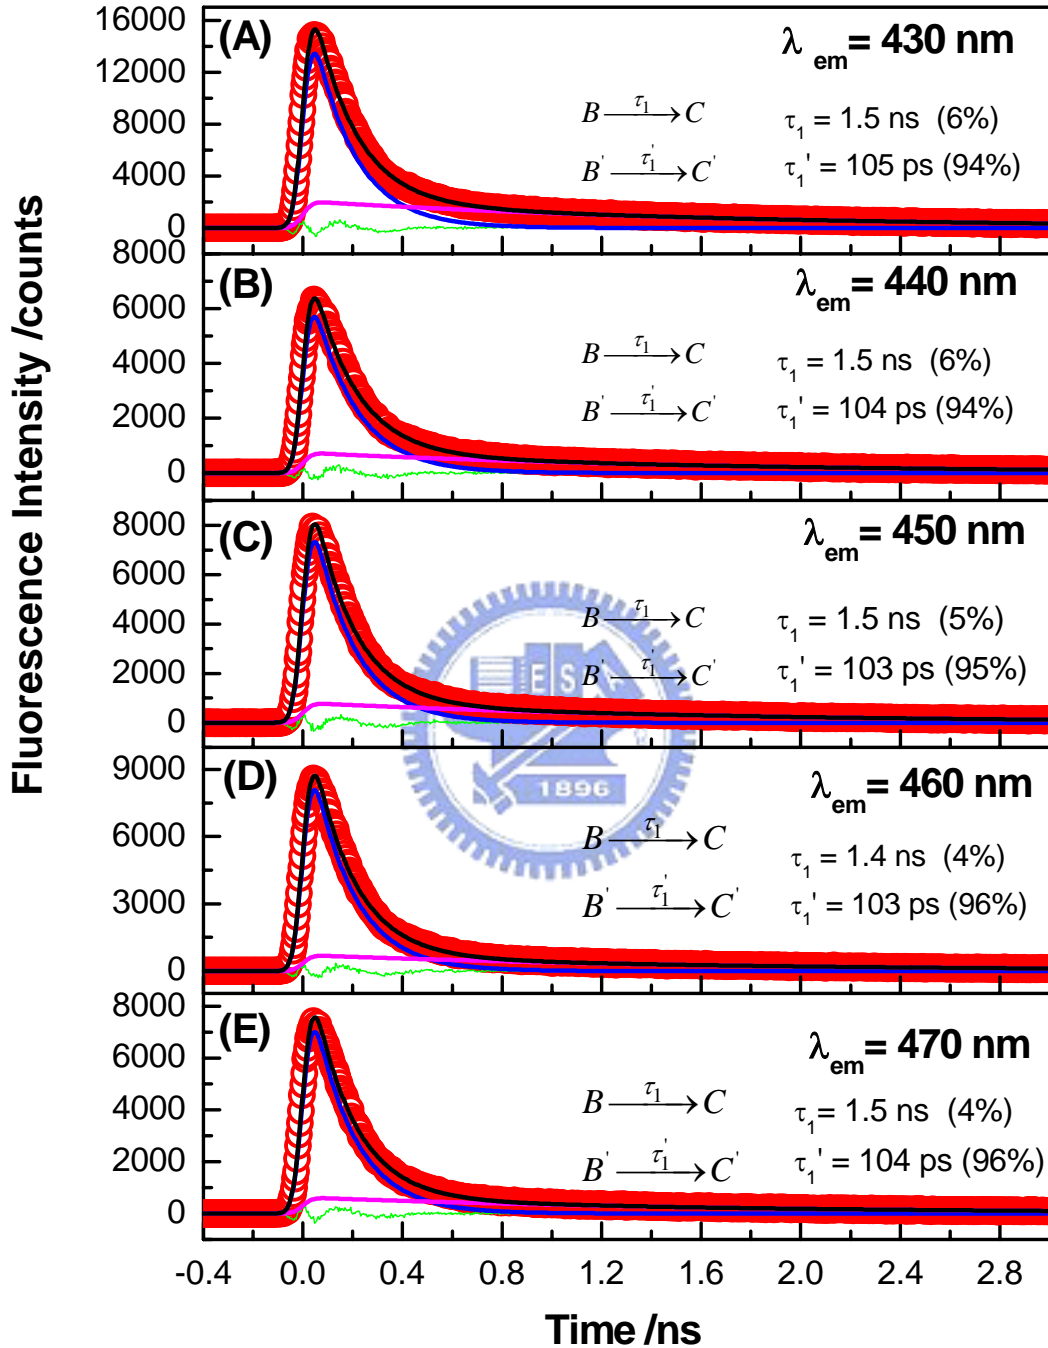 Fluorescence Intensity /counts
(A)
λ em = 430 nm
B τ1 → C
τ1 = 1.5 ns (6%)
B' τ1' → C'
τ1' = 105 ps (94%)
16000
12000
8000
4000
0
(B)
λem = 440 nm
B τ1 → C
τ1 = 1.5 ns (6%)
B' τ1' → C'
τ1' = 104 ps (94%)
8000
6000
4000
2000
0
(C)
λem = 450 nm
B τ1 → C
τ1 = 1.5 ns (5%)
B' τ1' → C'
τ1' = 103 ps (95%)
8000
6000
4000
2000
0
ES
1896
(D)
λem = 460 nm
B τ1 → C
τ1 = 1.4 ns (4%)
B' τ1' → C'
τ1' = 103 ps (96%)
9000
6000
3000
0
(E)
λem = 470 nm
B τ1 → C
τ1 = 1.5 ns (4%)
B' τ1' → C'
τ1' = 104 ps (96%)
8000
6000
4000
2000
0
-0.4 0.0 0.4 0.8 1.2 1.6 2.0 2.4 2.8
Time /ns